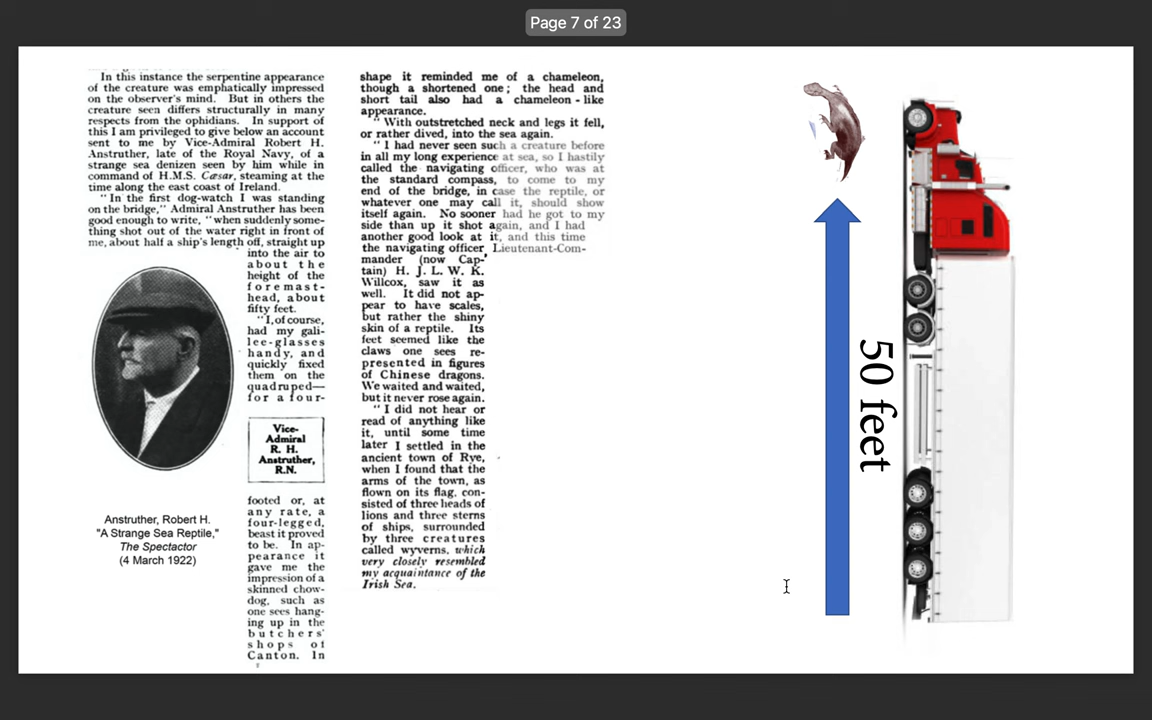 Page 7 of 23
In this instance the serpentine appearance
of the creature was emphatically impressed
on the observer's mind. But in others the
creature seen differs structurally in many
respects from the ophidians. In support of
this I am privileged to give below an account
sent to me by Vice-Admiral Robert H.
Anstruther, late of the Royal Navy, of a
strange sea denizen seen by him while in
command of H.M.S. Cæsar, steaming at the
time along the east coast of Ireland.
"In the first dog-watch I was standing
on the bridge," Admiral Anstruther has been
good enough to write, "when suddenly some-
thing shot out of the water right in front of
me, about half a ship's length off, straight up
into the air to
about the
height of the
foremast-
head, about
fifty feet.
"I, of course,
had my gali-
lee-glasses
handy, and
quickly fixed
them on the
quadruped—
for a four-
Vice-
Admiral
R. H.
Anstruther,
R.N.
footed or, at
any rate, a
four-legged,
beast it proved
to be. In ap-
pearance it
gave me the
impression of a
skinned chow-
dog, such as
one sees hang-
ing up in the
butchers'
shops of
Canton. In
shape it reminded me of a chameleon,
though a shortened one; the head and
short tail also had a chameleon-like
appearance.
"With outstretched neck and legs it fell,
or rather dived, into the sea again.
"I had never seen such a creature before
in all my long experience at sea, so I hastily
called the navigating officer, who was at
the standard compass, to come to my
end of the bridge, in case the reptile, or
whatever one may call it, should show
itself again. No sooner had he got to my
side than up it shot again, and I had
another good look at it, and this time
the navigating officer, Lieutenant-Com-
mander (now Cap-
tain) H. J. L. W. K.
Willcox, saw it as
well. It did not ap-
pear to have scales,
but rather the shiny
skin of a reptile. Its
feet seemed like the
claws one sees re-
presented in figures
of Chinese dragons.
We waited and waited,
but it never rose again.
"I did not hear or
read of anything like
it, until some time
later I settled in the
ancient town of Rye,
when I found that the
arms of the town, as
flown on its flag, con-
sisted of three heads of
lions and three sterns
of ships, surrounded
by three creatures
called wyverns, which
very closely resembled
my acquaintance of the
Irish Sea.
Anstruther, Robert H.
"A Strange Sea Reptile,"
The Spectactor
(4 March 1922)
50 feet